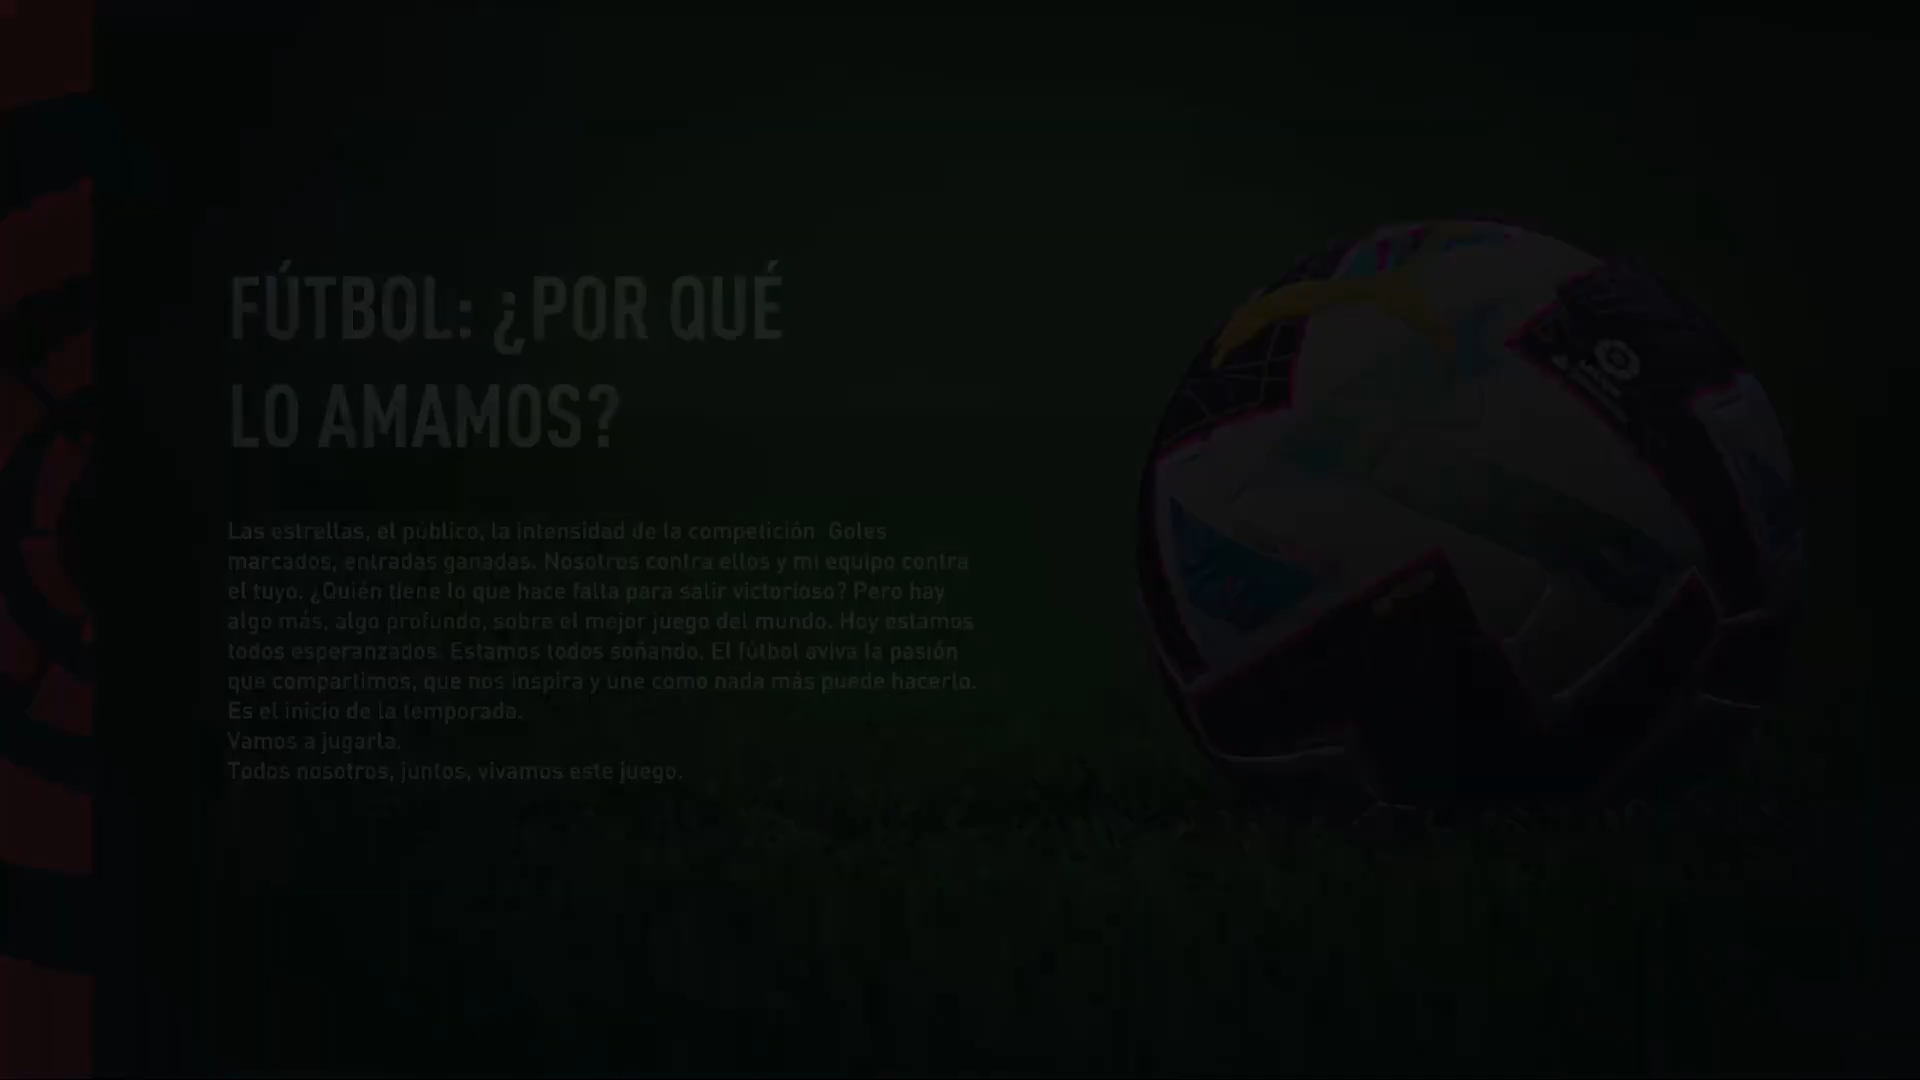 FÚTBOL: ¿POR QUÉ
LO AMAMOS?
Las estrellas, el público, la intensidad de la competición  Goles
marcados, entradas ganadas. Nosotros contra ellos y mi equipo contra
el tuyo. ¿Quién tiene lo que hace falta para salir victorioso? Pero hay
algo más, algo profundo, sobre el mejor juego del mundo. Hoy estamos
todos esperanzados. Estamos todos soñando. El fútbol aviva la pasión
que compartimos, que nos inspira y une como nada más puede hacerlo.
Es el inicio de la temporada.
Vamos a jugarla.
Todos nosotros, juntos, vivamos este juego.